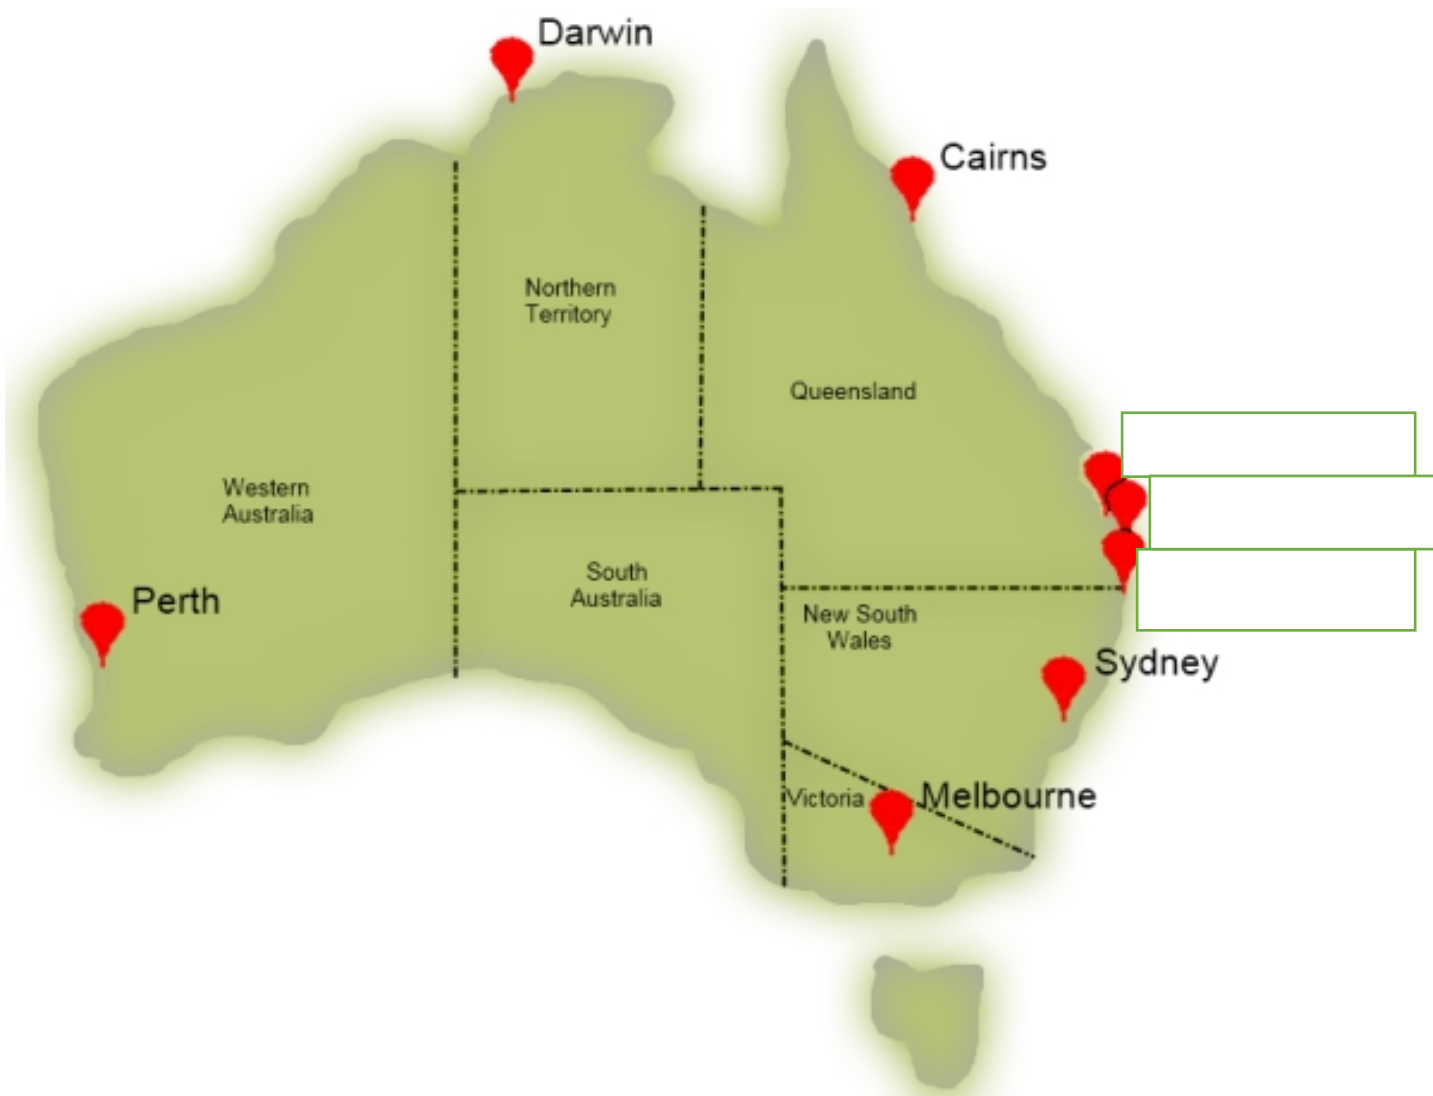 Darwin
Cairns
Northern
Territory
Queensland
Western
Australia
South
Australia
Perth
New South
Wales
Sydney
Victoria
Melbourne